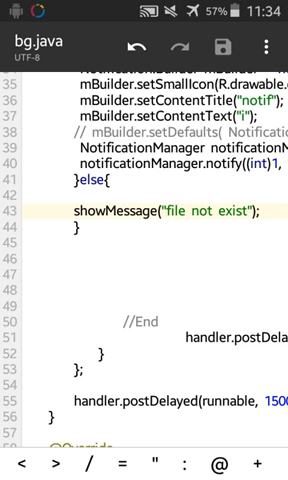 57% 11:34
bg.java
UTF-8
35 mBuilder.setSmallIcon(R.drawable.
36 mBuilder.setContentTitle("notif");
37 mBuilder.setContentText("i");
38 // mBuilder.setDefaults( Notificatio
39 NotificationManager notificationM
40 notificationManager.notify((int)1,
41 }else{
42
43 showMessage("file not exist");
44 }
45
46
47
48
49
50 //End
51 handler.postDela
52 }
53 };
54
55 handler.postDelayed(runnable, 1500
56 }
57
< > / = " : @ +